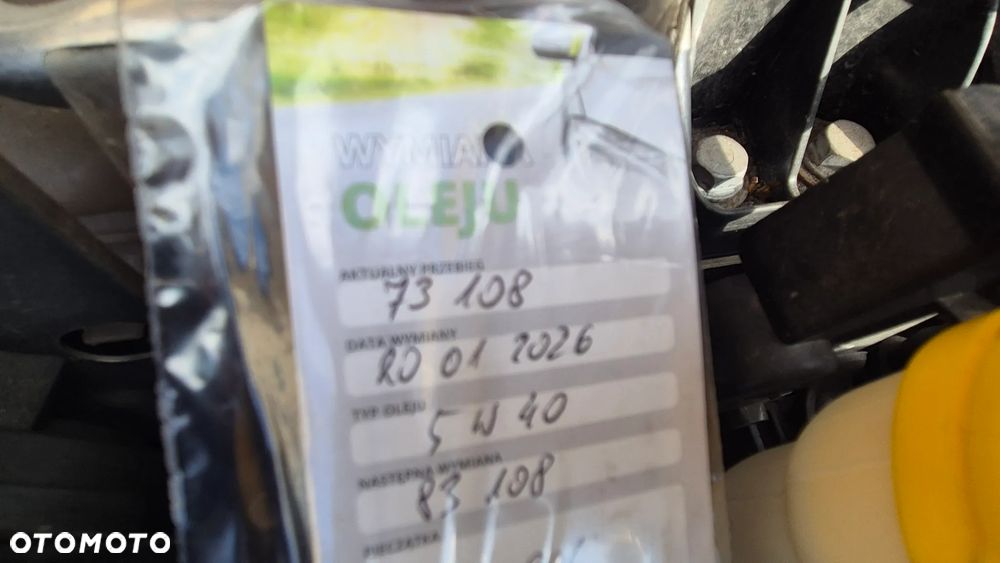 WYMIANA
OLEJU
AKTUALNY PRZEBIEG
73 108
DATA WYMIANY
20 01 2026
TYP OLEJU
5 W 40
NASTĘPNA WYMIANA
83 108
PIECZĄTKA
OTOMOTO